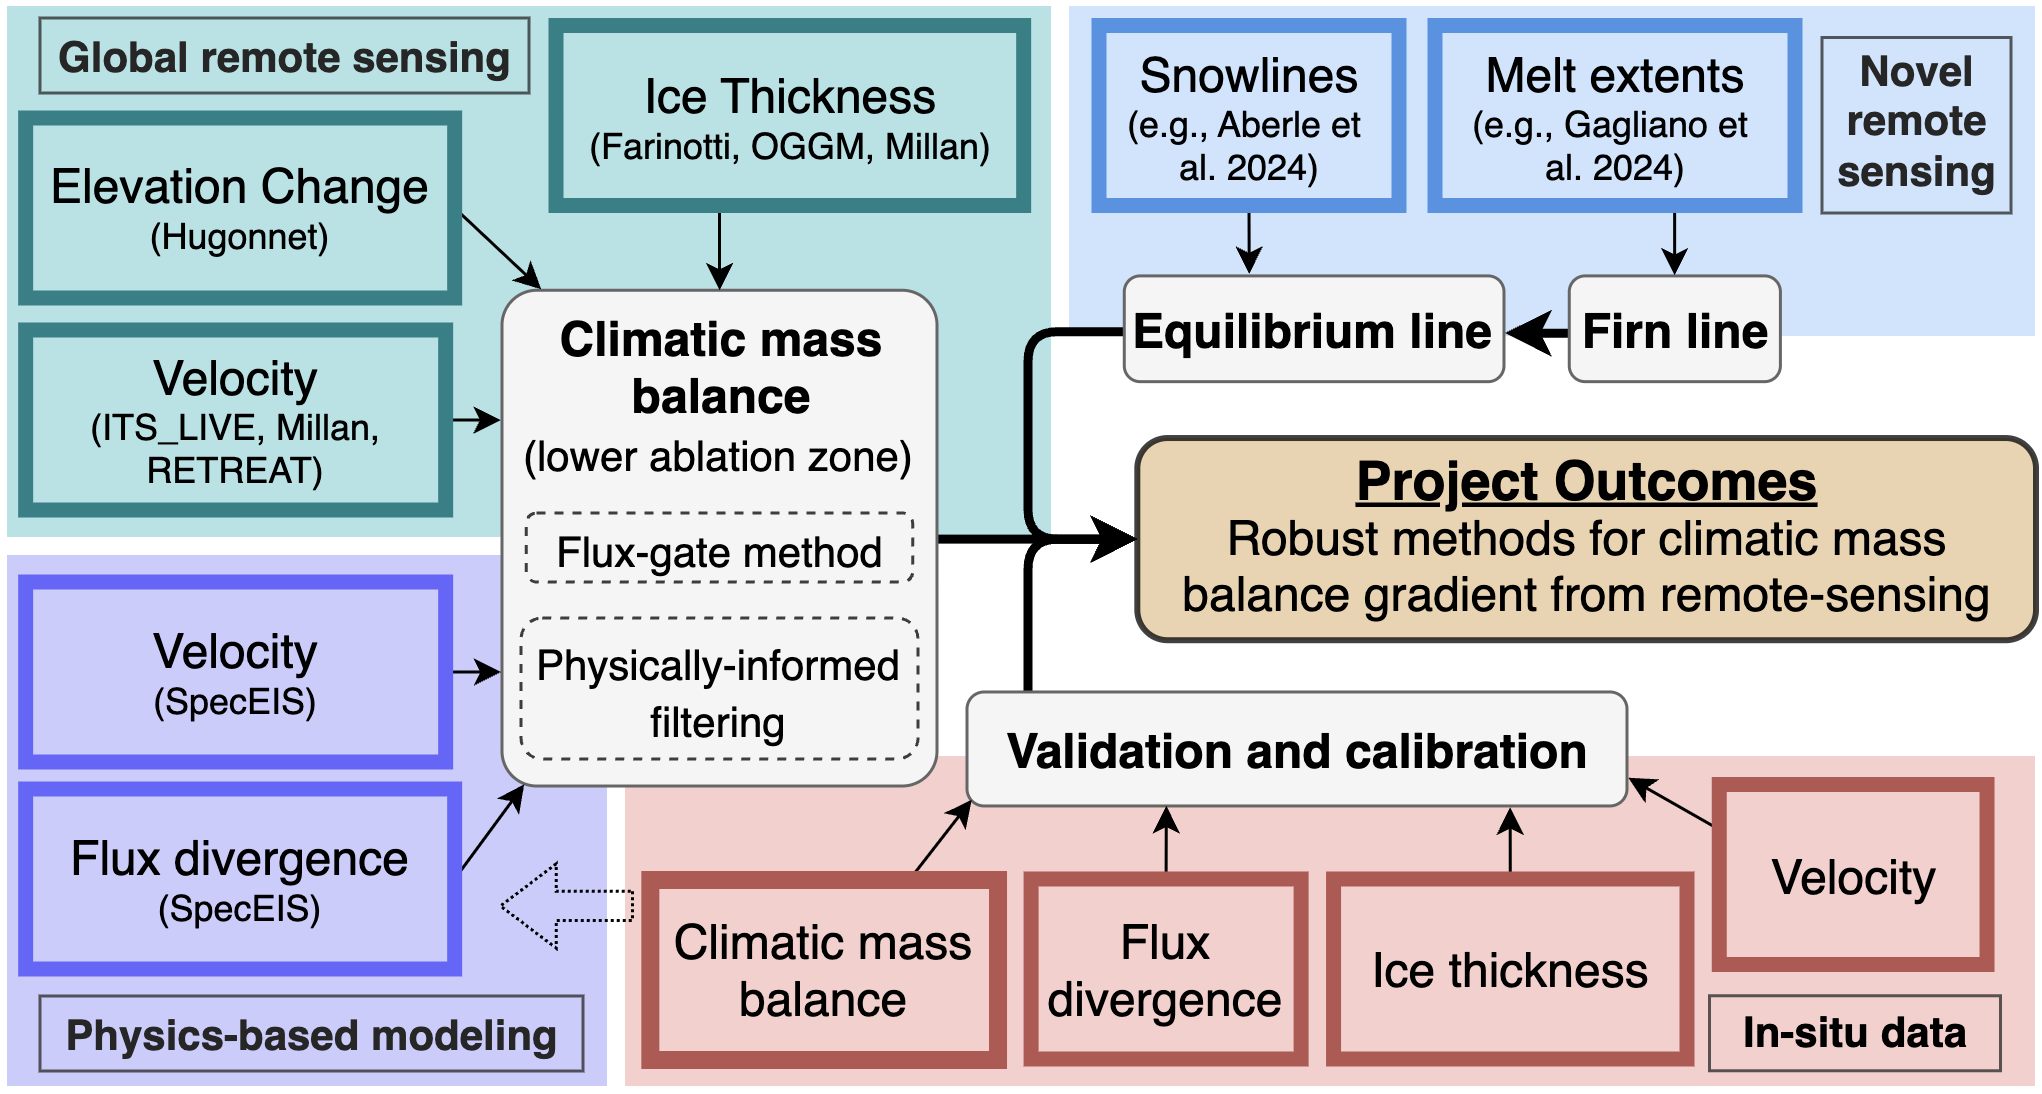 Global remote sensing
Ice Thickness
(Farinotti, OGGM, Millan)
Elevation Change
(Hugonnet)
Velocity
(ITS_LIVE, Millan,
RETREAT)
Snowlines
(e.g., Aberle et
al. 2024)
Melt extents
(e.g., Gagliano et
al. 2024)
Novel
remote
sensing
Equilibrium line
Firn line
Climatic mass
balance
(lower ablation zone)
Flux-gate method
Physically-informed
filtering
Project Outcomes
Robust methods for climatic mass
balance gradient from remote-sensing
Velocity
(SpecEIS)
Flux divergence
(SpecEIS)
Physics-based modeling
Validation and calibration
Climatic mass
balance
Flux
divergence
Ice thickness
Velocity
In-situ data